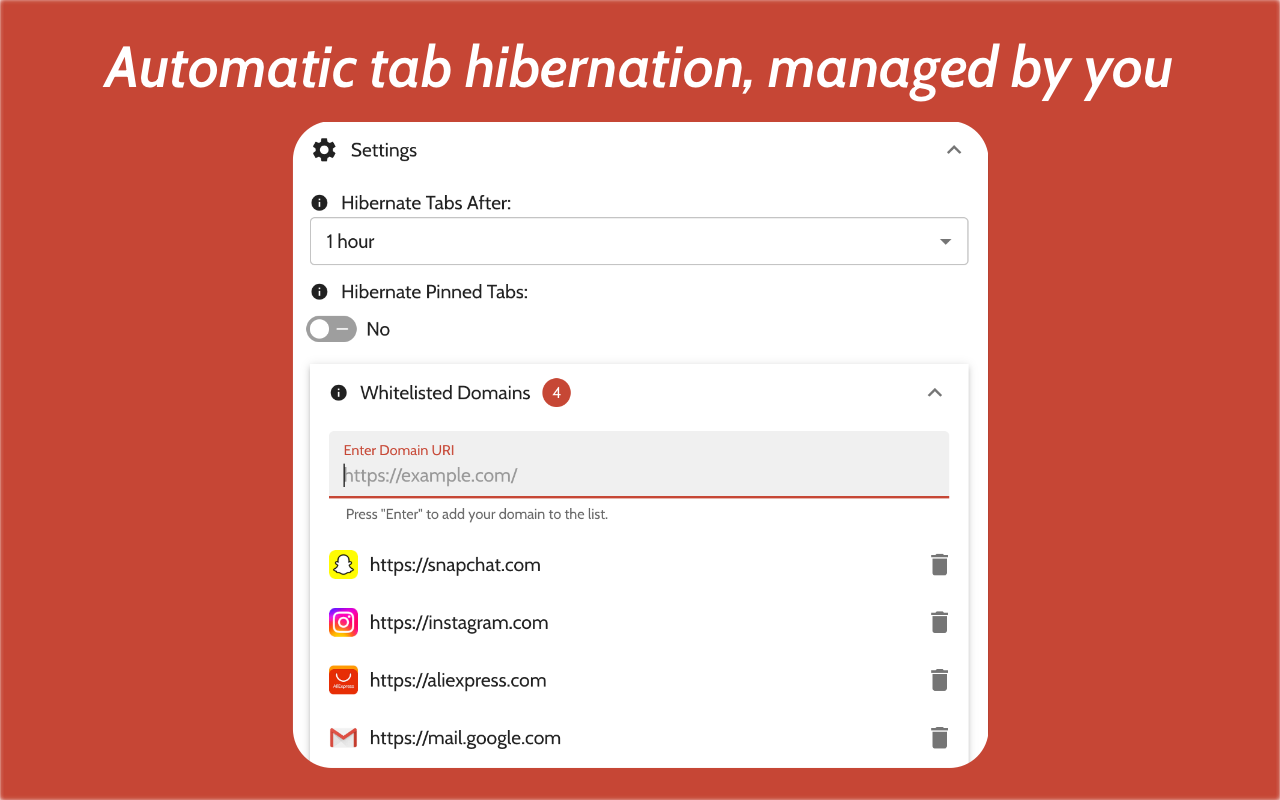 Automatic tab hibernation, managed by you
Settings
Hibernate Tabs After:
1 hour
Hibernate Pinned Tabs:
No
Whitelisted Domains 4
Enter Domain URI
https://example.com/
Press "Enter" to add your domain to the list.
https://snapchat.com
https://instagram.com
AliExpress
https://aliexpress.com
https://mail.google.com